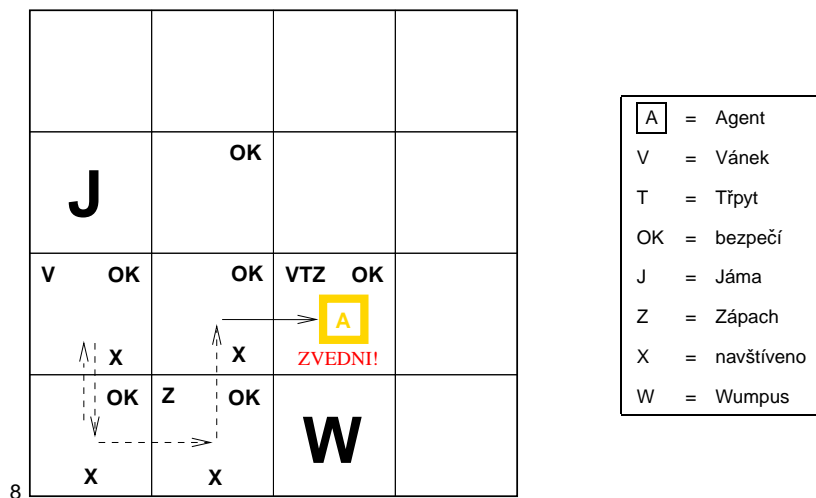 OK
J
V OK
OK
VTZ OK
A
X
X
ZVEDNI!
OK
Z OK
W
X
X
8
A = Agent
V = Vánek
T = Třpyt
OK = bezpečí
J = Jáma
Z = Zápach
X = navštíveno
W = Wumpus